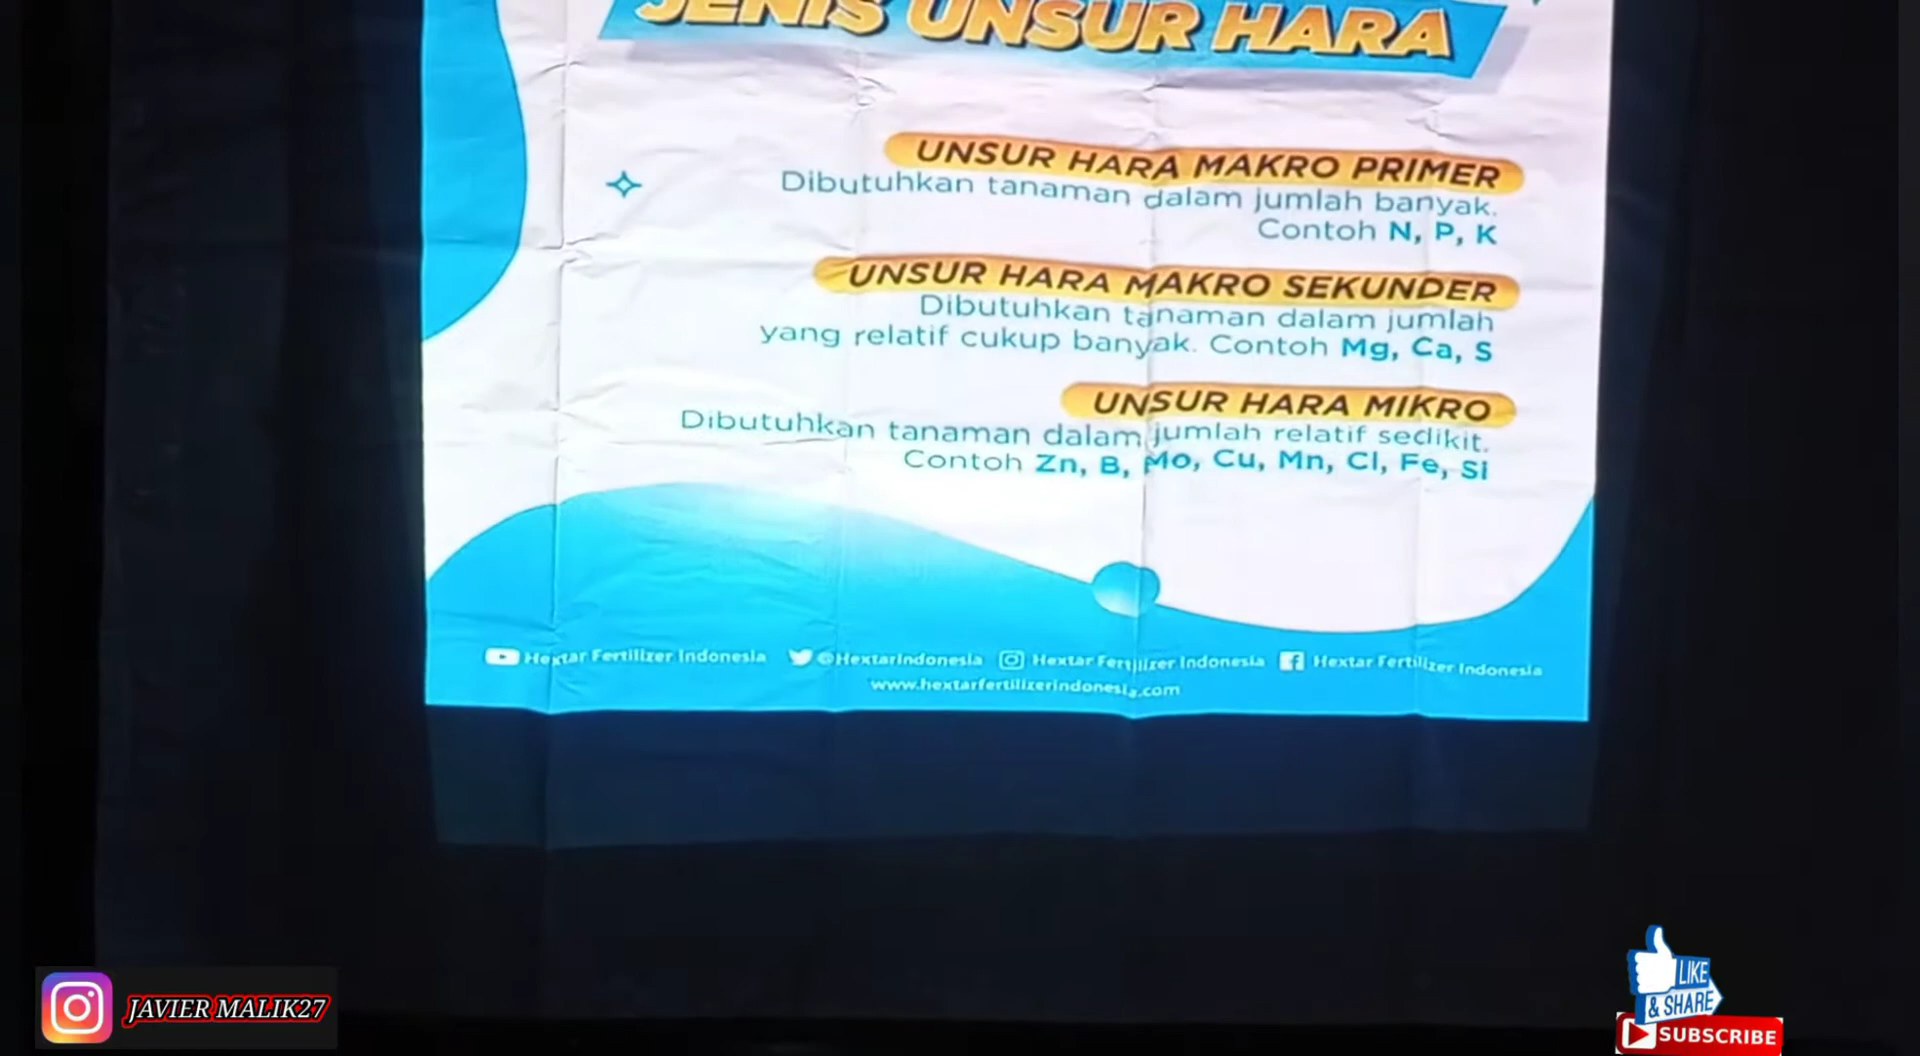 JENIS UNSUR HARA
UNSUR HARA MAKRO PRIMER
Dibutuhkan tanaman dalam jumlah banyak.
Contoh N, P, K
UNSUR HARA MAKRO SEKUNDER
Dibutuhkan tanaman dalam jumlah
yang relatif cukup banyak. Contoh Mg, Ca, S
UNSUR HARA MIKRO
Dibutuhkan tanaman dalam jumlah relatif sedikit.
Contoh Zn, B, Mo, Cu, Mn, Cl, Fe, Si
Hextar Fertilizer Indonesia @HextarIndonesia Hextar Fertilizer Indonesia Hextar Fertilizer Indonesia
www.hextarfertilizerindonesia.com
JAVIER MALIK27
LIKE
& SHARE
SUBSCRIBE